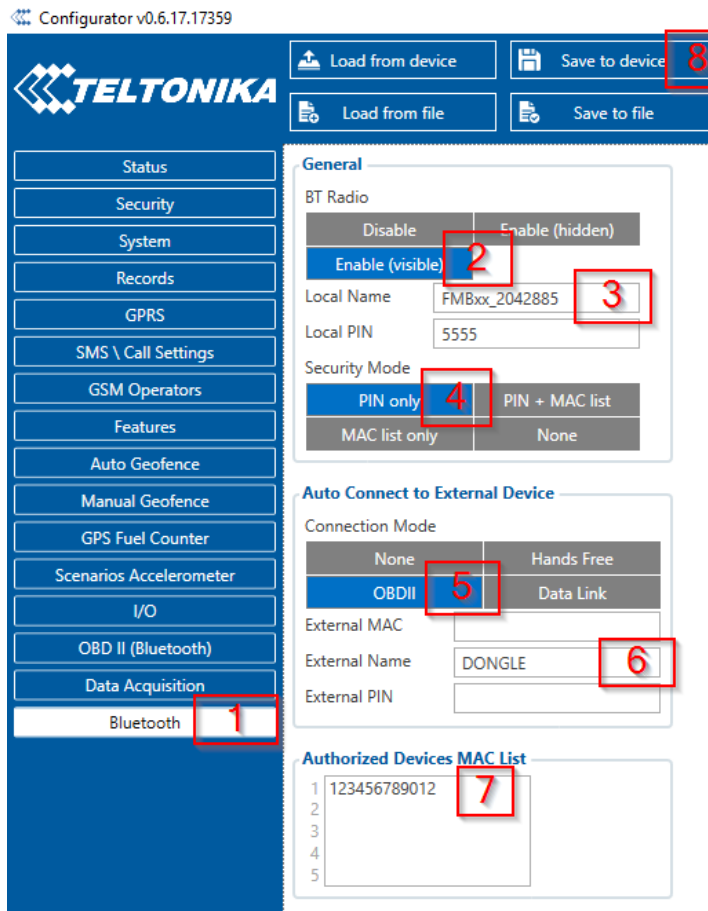 Configurator v0.6.17.17359
TELTONIKA
Load from device
Save to device
8
Load from file
Save to file
Status
Security
System
Records
GPRS
SMS \ Call Settings
GSM Operators
Features
Auto Geofence
Manual Geofence
GPS Fuel Counter
Scenarios Accelerometer
I/O
OBD II (Bluetooth)
Data Acquisition
Bluetooth
1
General
BT Radio
Disable
Enable (hidden)
Enable (visible)
2
Local Name
FMBxx_2042885
3
Local PIN
5555
Security Mode
PIN only
4
PIN + MAC list
MAC list only
None
Auto Connect to External Device
Connection Mode
None
Hands Free
OBDII
5
Data Link
External MAC
External Name
DONGLE
6
External PIN
Authorized Devices MAC List
1 123456789012
7
2
3
4
5